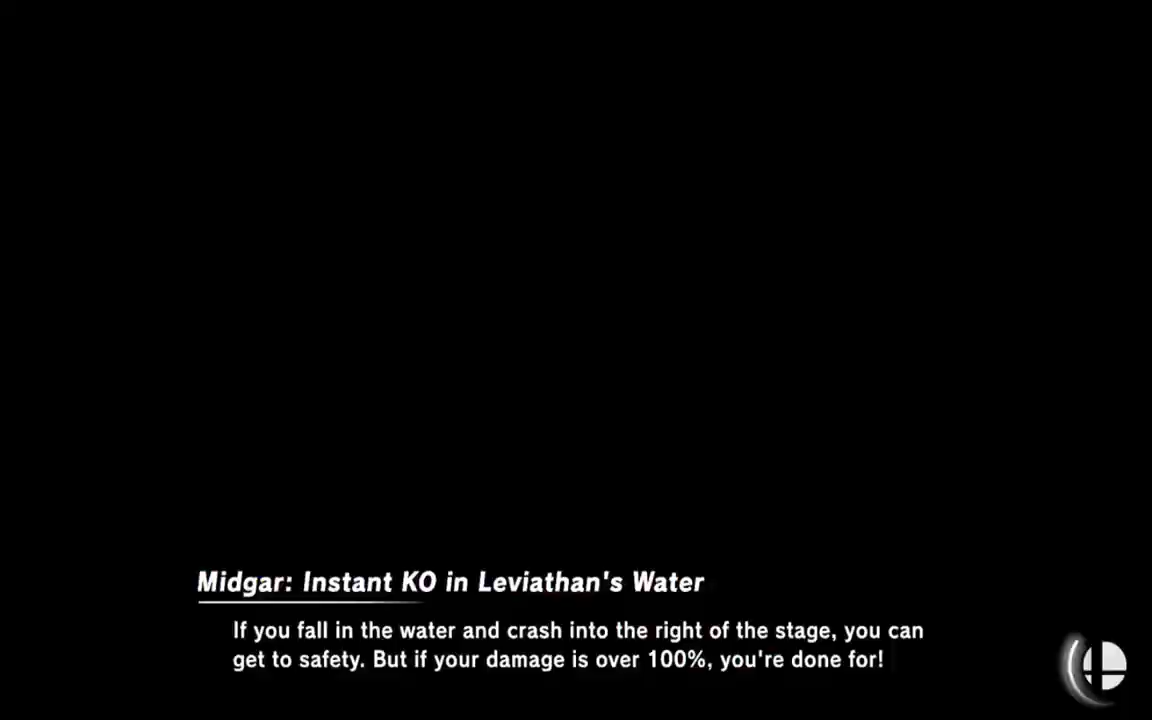 Midgar: Instant KO in Leviathan's Water
If you fall in the water and crash into the right of the stage, you can
get to safety. But if your damage is over 100%, you're done for!